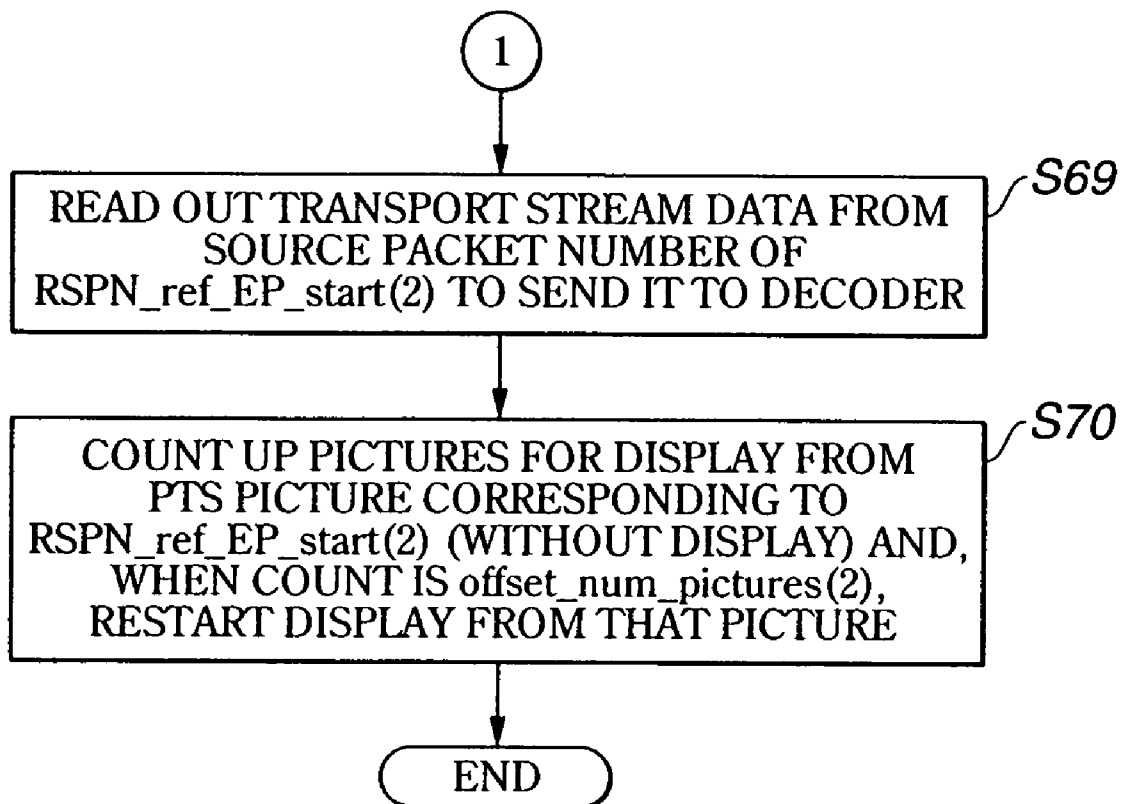 1
S69
READ OUT TRANSPORT STREAM DATA FROM
SOURCE PACKET NUMBER OF
RSPN_ref_EP_start(2) TO SEND IT TO DECODER
S70
COUNT UP PICTURES FOR DISPLAY FROM
PTS PICTURE CORRESPONDING TO
RSPN_ref_EP_start(2) (WITHOUT DISPLAY) AND,
WHEN COUNT IS offset_num_pictures(2),
RESTART DISPLAY FROM THAT PICTURE
END